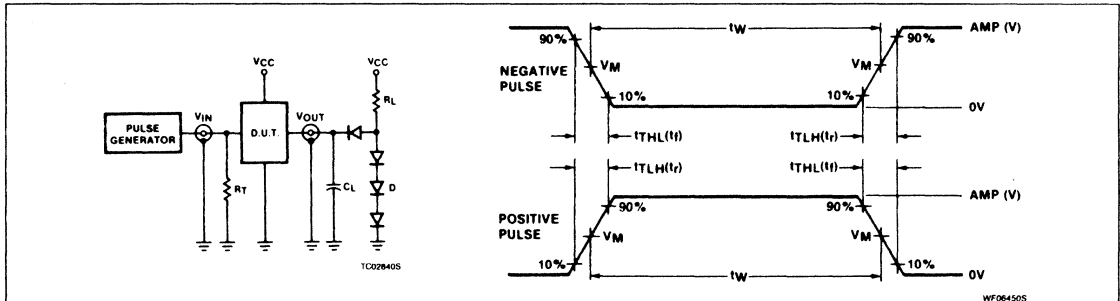 VCC
VCC
RL
PULSE
GENERATOR
VIN
D.U.T.
VOUT
RT
CL
D
TC02640S
90%
tW
90%
AMP (V)
NEGATIVE
PULSE
VM
VM
10%
10%
0V
tTHL(tf)
tTLH(tr)
tTLH(tr)
tTHL(tf)
AMP (V)
90%
90%
POSITIVE
PULSE
VM
VM
10%
10%
tW
0V
WF06450S